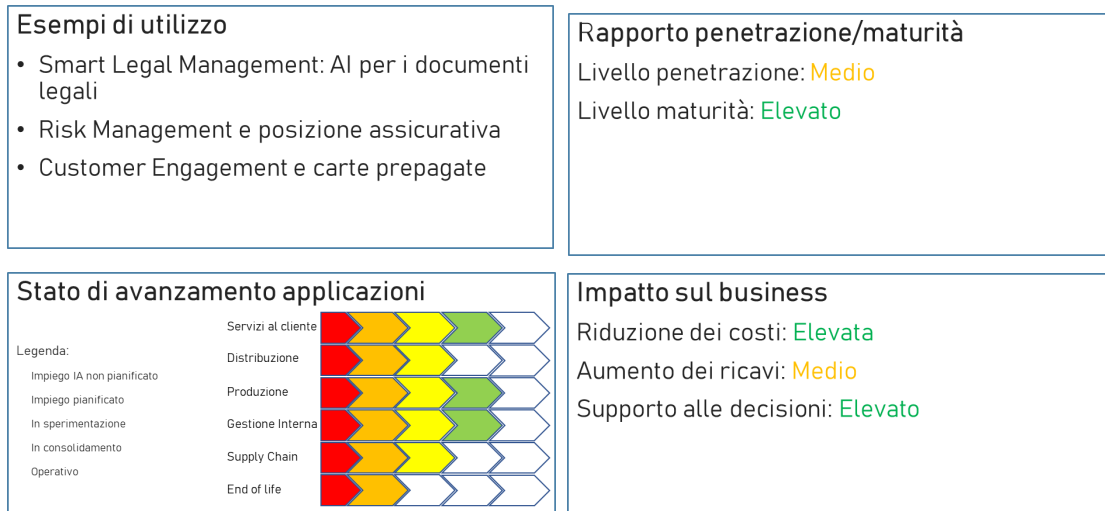 Esempi di utilizzo
• Smart Legal Management: AI per i documenti
legali
• Risk Management e posizione assicurativa
• Customer Engagement e carte prepagate
Rapporto penetrazione/maturità
Livello penetrazione: Medio
Livello maturità: Elevato
Stato di avanzamento applicazioni
Legenda:
Impiego IA non pianificato
Impiego pianificato
In sperimentazione
In consolidamento
Operativo
Servizi al cliente
Distribuzione
Produzione
Gestione Interna
Supply Chain
End of life
Impatto sul business
Riduzione dei costi: Elevata
Aumento dei ricavi: Medio
Supporto alle decisioni: Elevato